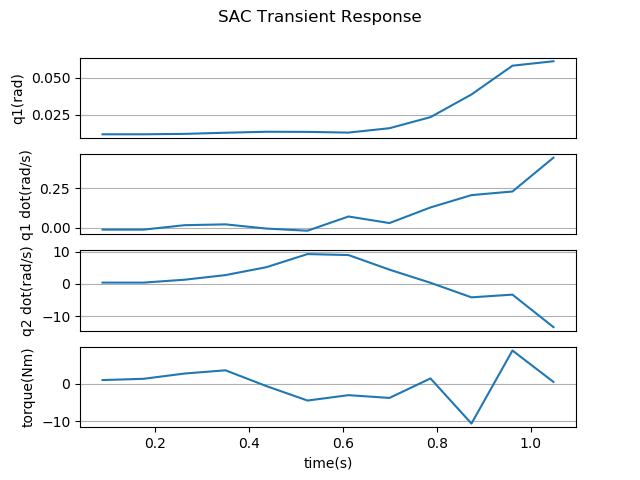 SAC Transient Response
q1(rad)
0.050
0.025
q1 dot(rad/s)
0.25
0.00
q2 dot(rad/s)
10
0
−10
torque(Nm)
0
−10
0.2 0.4 0.6 0.8 1.0
time(s)